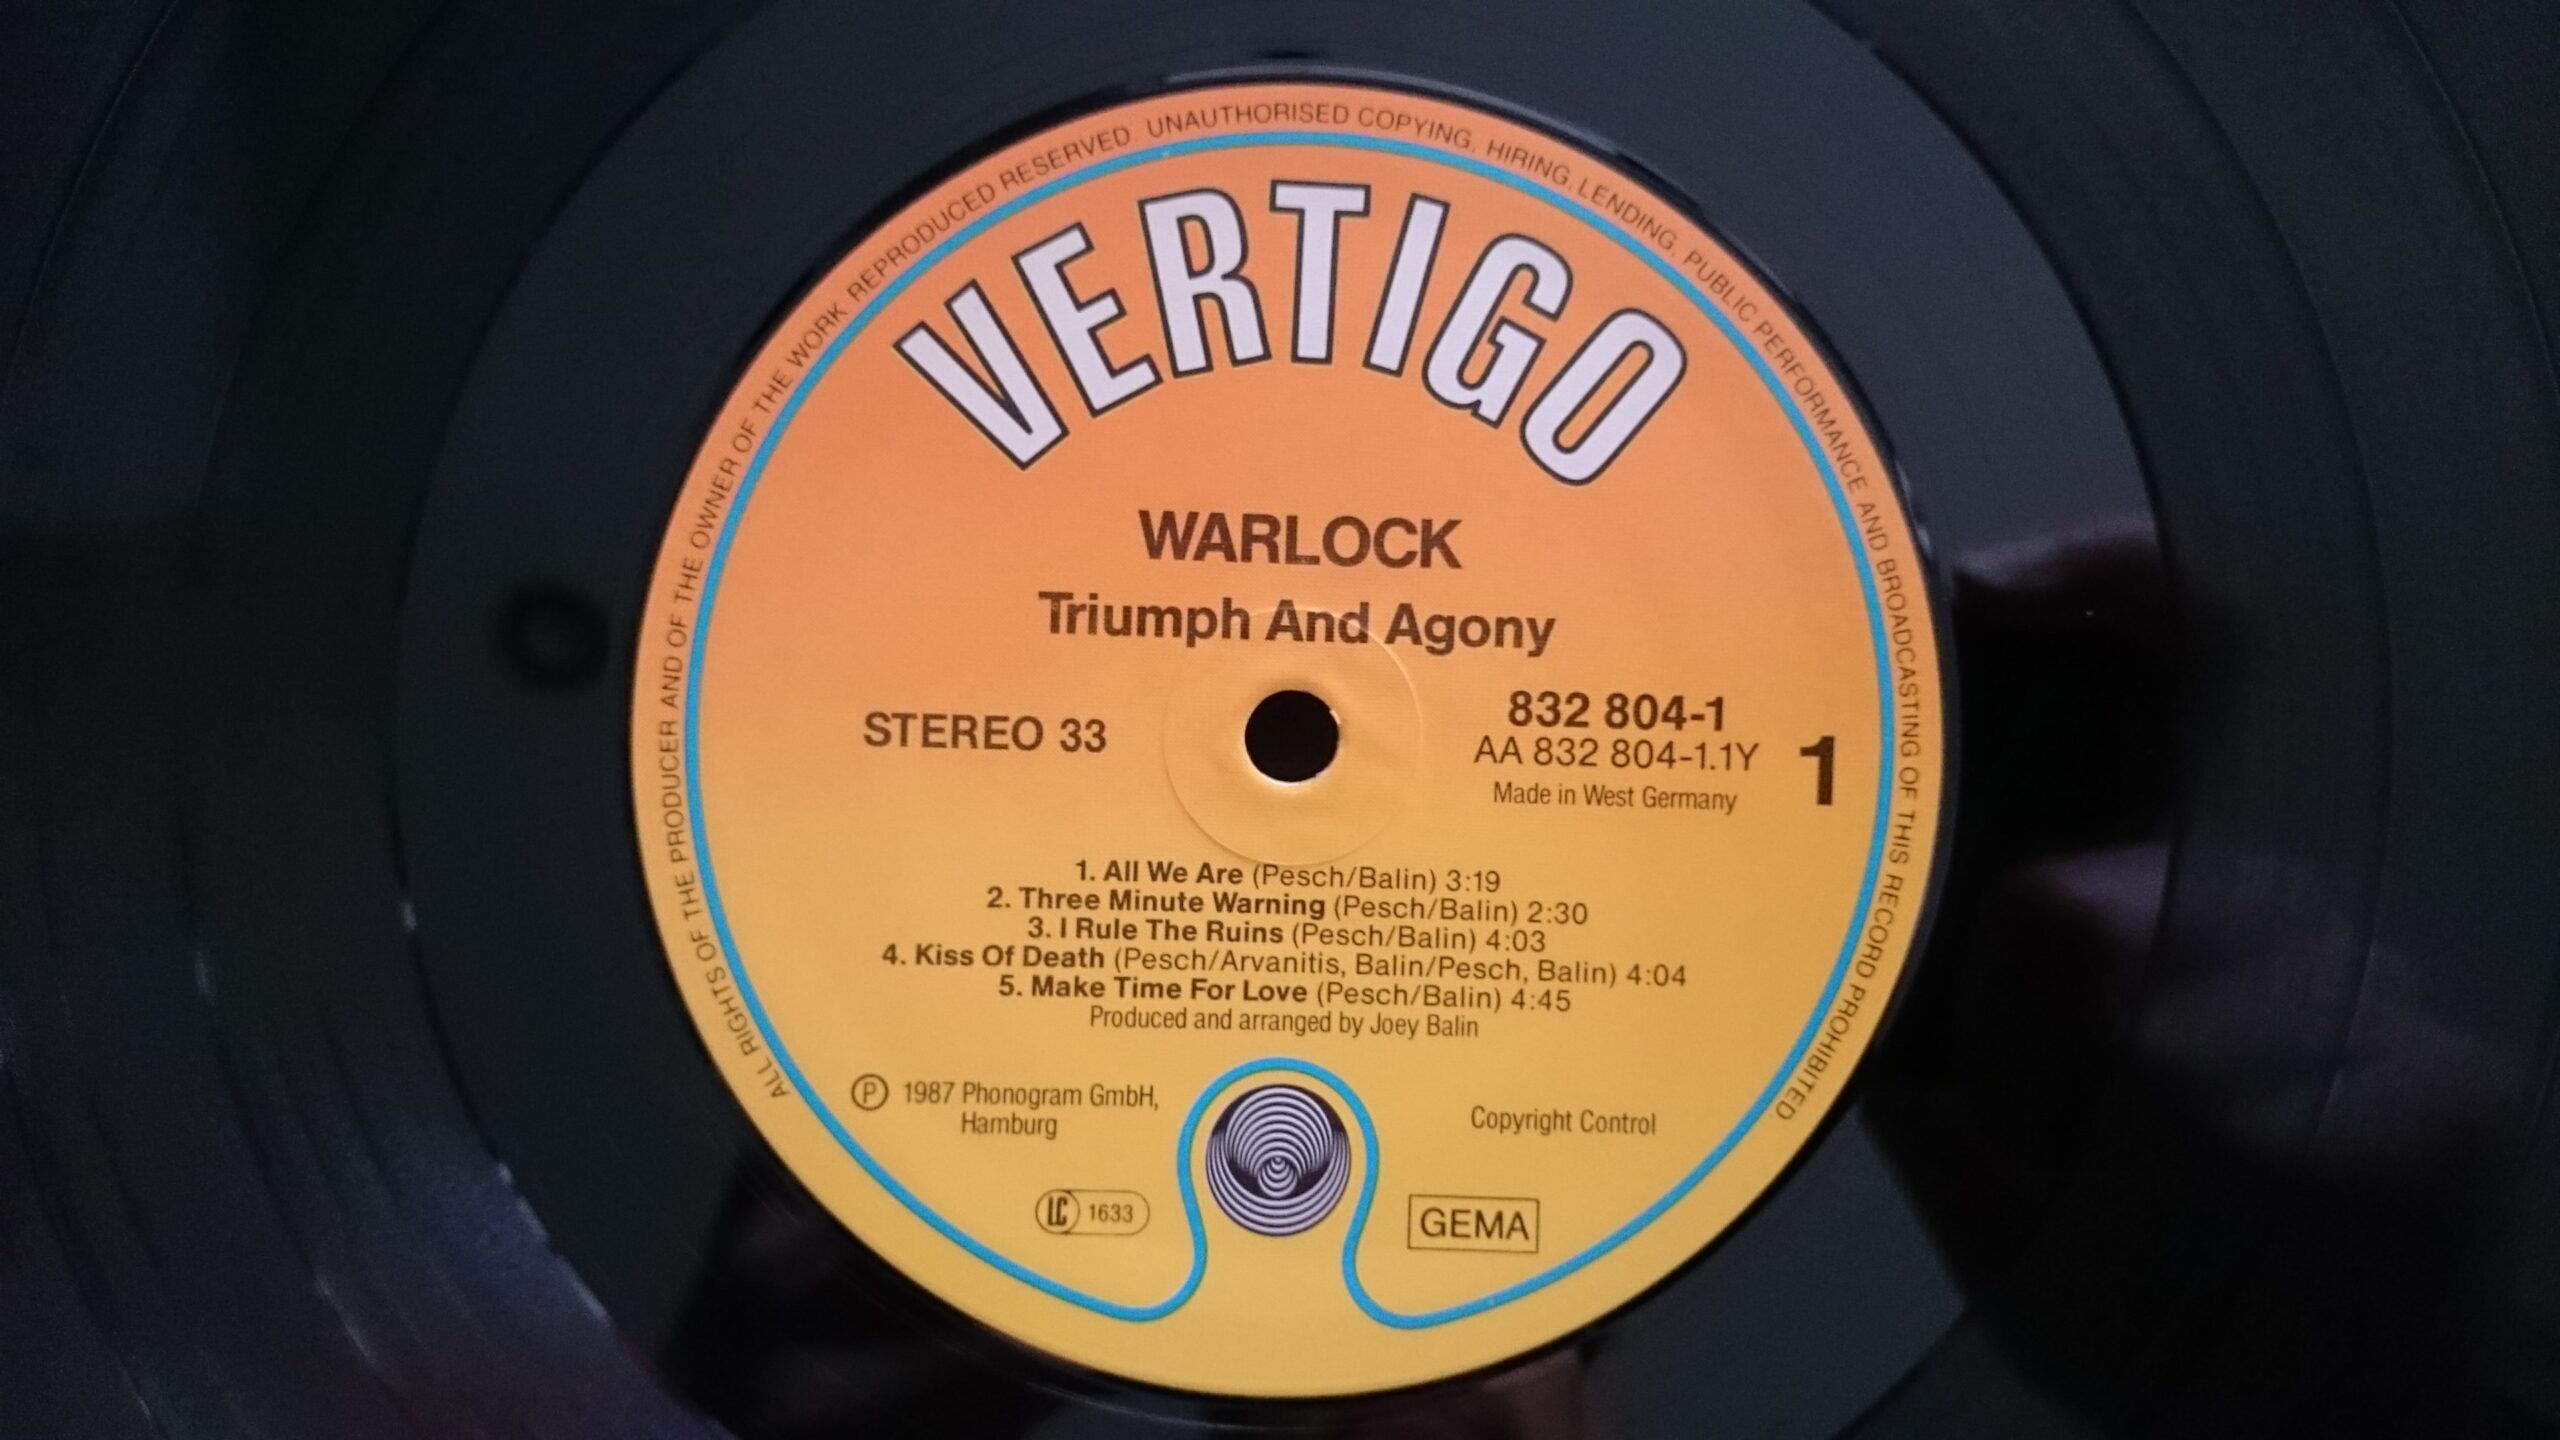 ALL RIGHTS OF THE PRODUCER AND OF THE OWNER OF THE WORK REPRODUCED RESERVED. UNAUTHORISED COPYING, HIRING, LENDING, PUBLIC PERFORMANCE AND BROADCASTING OF THIS RECORD PROHIBITED
VERTIGO
WARLOCK
Triumph And Agony
STEREO 33
832 804-1
AA 832 804-1.1Y
Made in West Germany
1
1. All We Are (Pesch/Balin) 3:19
2. Three Minute Warning (Pesch/Balin) 2:30
3. I Rule The Ruins (Pesch/Balin) 4:03
4. Kiss Of Death (Pesch/Arvanitis, Balin/Pesch, Balin) 4:04
5. Make Time For Love (Pesch/Balin) 4:45
Produced and arranged by Joey Balin
Ⓟ 1987 Phonogram GmbH,
Hamburg
Copyright Control
LC 1633
GEMA